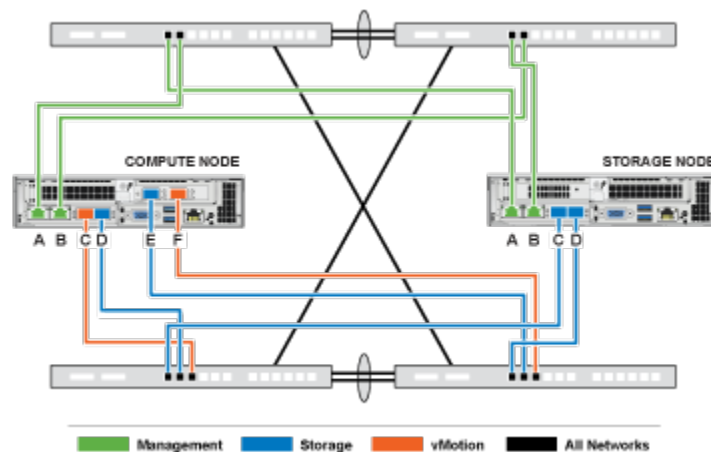 COMPUTE NODE
STORAGE NODE
A B C D E F
A B C D
Management Storage vMotion All Networks